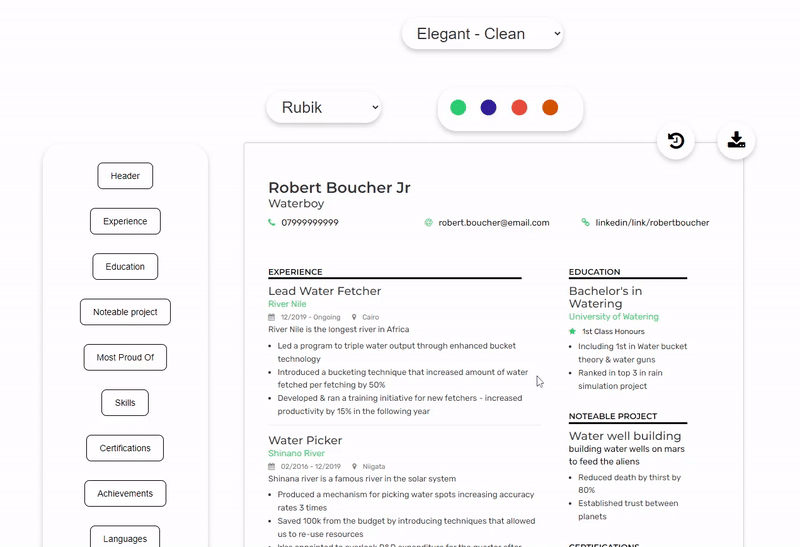 Elegant - Clean
Rubik
Header
Experience
Education
Noteable project
Most Proud Of
Skills
Certifications
Achievements
Languages
Robert Boucher Jr
Waterboy
07999999999
robert.boucher@email.com
linkedin/link/robertboucher
EXPERIENCE
Lead Water Fetcher
River Nile
12/2019 - Ongoing
Cairo
River Nile is the longest river in Africa
• Led a program to triple water output through enhanced bucket
technology
• Introduced a bucketing technique that increased amount of water
fetched per fetching by 50%
• Developed & ran a training initiative for new fetchers - increased
productivity by 15% in the following year
Water Picker
Shinano River
02/2016 - 12/2019
Niigata
Shinana river is a famous river in the solar system
• Produced a mechanism for picking water spots increasing accuracy
rates 3 times
• Saved 100k from the budget by introducing techniques that allowed
us to re-use resources
• Was appointed to overlook R&D expenditure for the quarter after
EDUCATION
Bachelor's in
Watering
University of Watering
1st Class Honours
• Including 1st in Water bucket
theory & water guns
• Ranked in top 3 in rain
simulation project
NOTEABLE PROJECT
Water well building
building water wells on mars
to feed the aliens
• Reduced death by thirst by
80%
• Established trust between
planets
CERTIFICATIONS